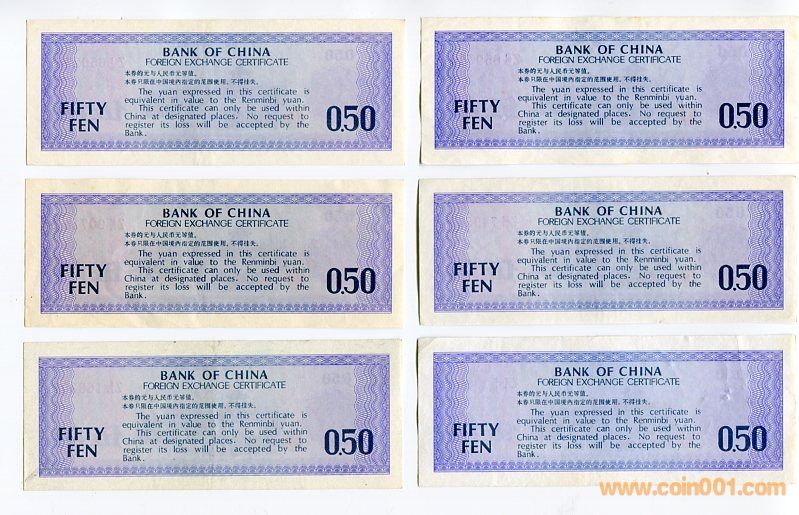 BANK OF CHINA
FOREIGN EXCHANGE CERTIFICATE
本券的元与人民币元等值。
本券只限在中国境内指定的范围使用，不得挂失。
The yuan expressed in this certificate is
equivalent in value to the Renminbi yuan.
This certificate can only be used within
China at designated places. No request to
register its loss will be accepted by the
Bank.
FIFTY
FEN
0.50
BANK OF CHINA
FOREIGN EXCHANGE CERTIFICATE
本券的元与人民币元等值。
本券只限在中国境内指定的范围使用，不得挂失。
The yuan expressed in this certificate is
equivalent in value to the Renminbi yuan.
This certificate can only be used within
China at designated places. No request to
register its loss will be accepted by the
Bank.
FIFTY
FEN
0.50
BANK OF CHINA
FOREIGN EXCHANGE CERTIFICATE
本券的元与人民币元等值。
本券只限在中国境内指定的范围使用，不得挂失。
The yuan expressed in this certificate is
equivalent in value to the Renminbi yuan.
This certificate can only be used within
China at designated places. No request to
register its loss will be accepted by the
Bank.
FIFTY
FEN
0.50
BANK OF CHINA
FOREIGN EXCHANGE CERTIFICATE
本券的元与人民币元等值。
本券只限在中国境内指定的范围使用，不得挂失。
The yuan expressed in this certificate is
equivalent in value to the Renminbi yuan.
This certificate can only be used within
China at designated places. No request to
register its loss will be accepted by the
Bank.
FIFTY
FEN
0.50
BANK OF CHINA
FOREIGN EXCHANGE CERTIFICATE
本券的元与人民币元等值。
本券只限在中国境内指定的范围使用，不得挂失。
The yuan expressed in this certificate is
equivalent in value to the Renminbi yuan.
This certificate can only be used within
China at designated places. No request to
register its loss will be accepted by the
Bank.
FIFTY
FEN
0.50
BANK OF CHINA
FOREIGN EXCHANGE CERTIFICATE
本券的元与人民币元等值。
本券只限在中国境内指定的范围使用，不得挂失。
The yuan expressed in this certificate is
equivalent in value to the Renminbi yuan.
This certificate can only be used within
China at designated places. No request to
register its loss will be accepted by the
Bank.
FIFTY
FEN
0.50
www.coin001.com